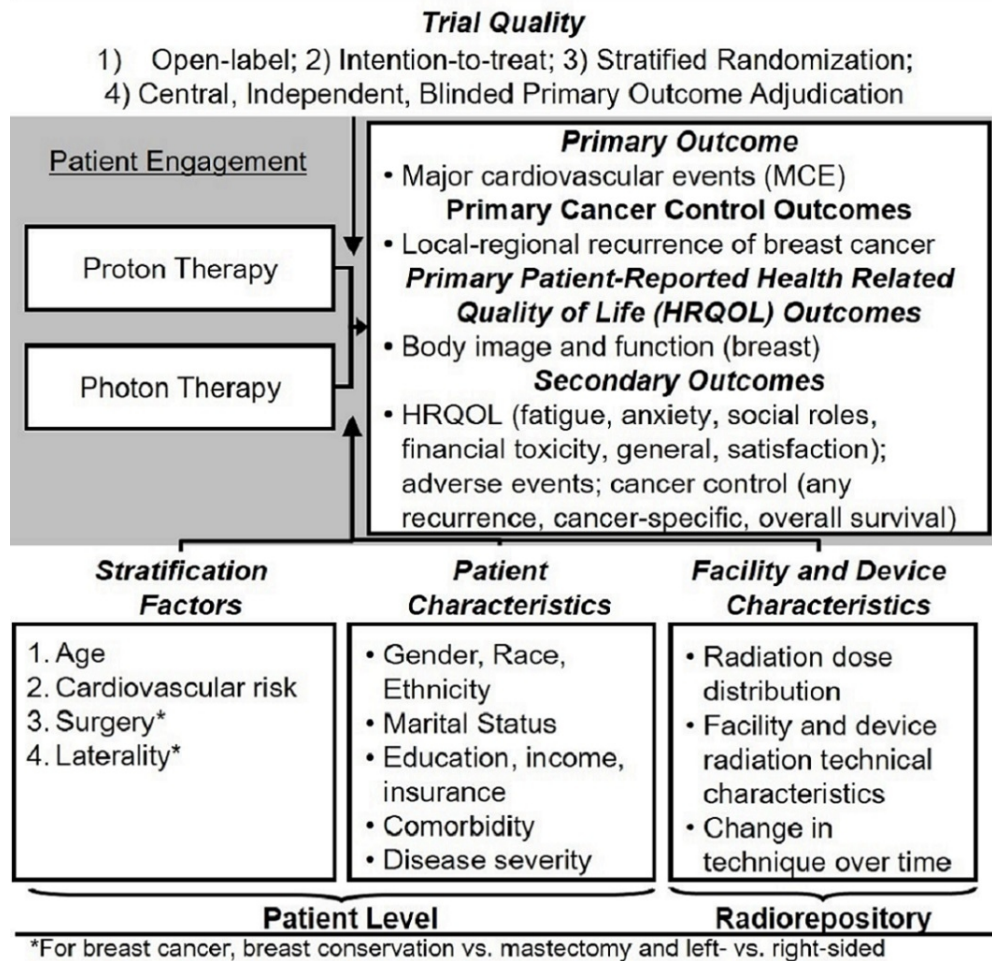 Trial Quality
1) Open-label; 2) Intention-to-treat; 3) Stratified Randomization;
4) Central, Independent, Blinded Primary Outcome Adjudication
Patient Engagement
Proton Therapy
Photon Therapy
Primary Outcome
• Major cardiovascular events (MCE)
Primary Cancer Control Outcomes
• Local-regional recurrence of breast cancer
Primary Patient-Reported Health Related
Quality of Life (HRQOL) Outcomes
• Body image and function (breast)
Secondary Outcomes
• HRQOL (fatigue, anxiety, social roles,
financial toxicity, general, satisfaction);
adverse events; cancer control (any
recurrence, cancer-specific, overall survival)
Stratification
Factors
1. Age
2. Cardiovascular risk
3. Surgery*
4. Laterality*
Patient
Characteristics
• Gender, Race,
Ethnicity
• Marital Status
• Education, income,
insurance
• Comorbidity
• Disease severity
Facility and Device
Characteristics
• Radiation dose
distribution
• Facility and device
radiation technical
characteristics
• Change in
technique over time
Patient Level
Radiorepository
*For breast cancer, breast conservation vs. mastectomy and left- vs. right-sided